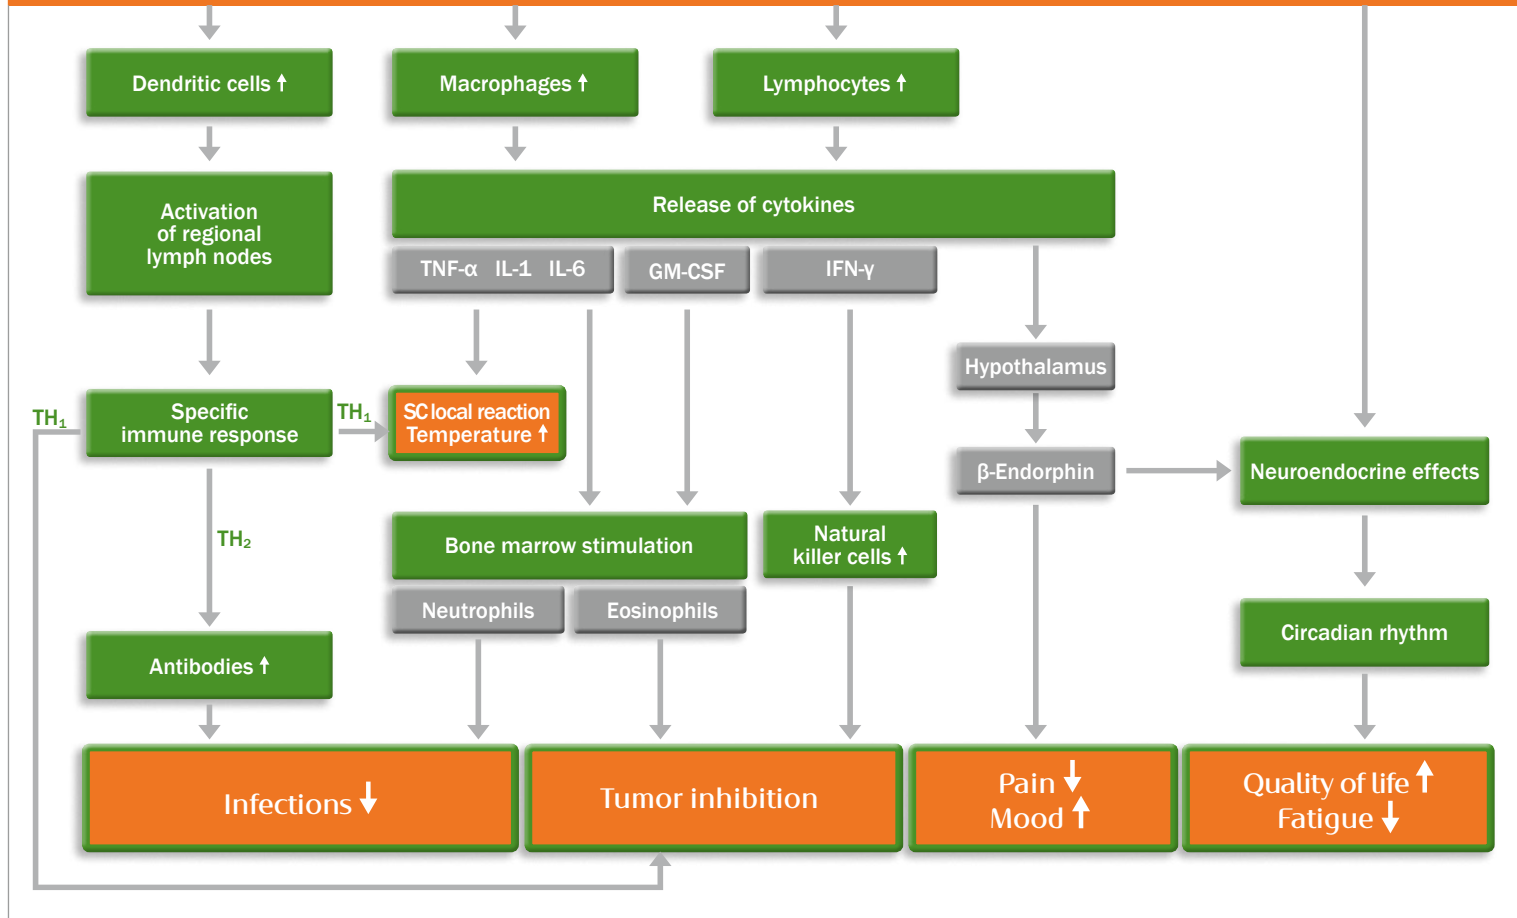 Dendritic cells ↑
Macrophages ↑
Lymphocytes ↑
Activation
of regional
lymph nodes
Release of cytokines
TNF-α IL-1 IL-6
GM-CSF
IFN-γ
Hypothalamus
TH₁
Specific
immune response
TH₁
SC local reaction
Temperature ↑
β-Endorphin
Neuroendocrine effects
TH₂
Bone marrow stimulation
Natural
killer cells ↑
Neutrophils
Eosinophils
Circadian rhythm
Antibodies ↑
Infections ↓
Tumor inhibition
Pain ↓
Mood ↑
Quality of life ↑
Fatigue ↓